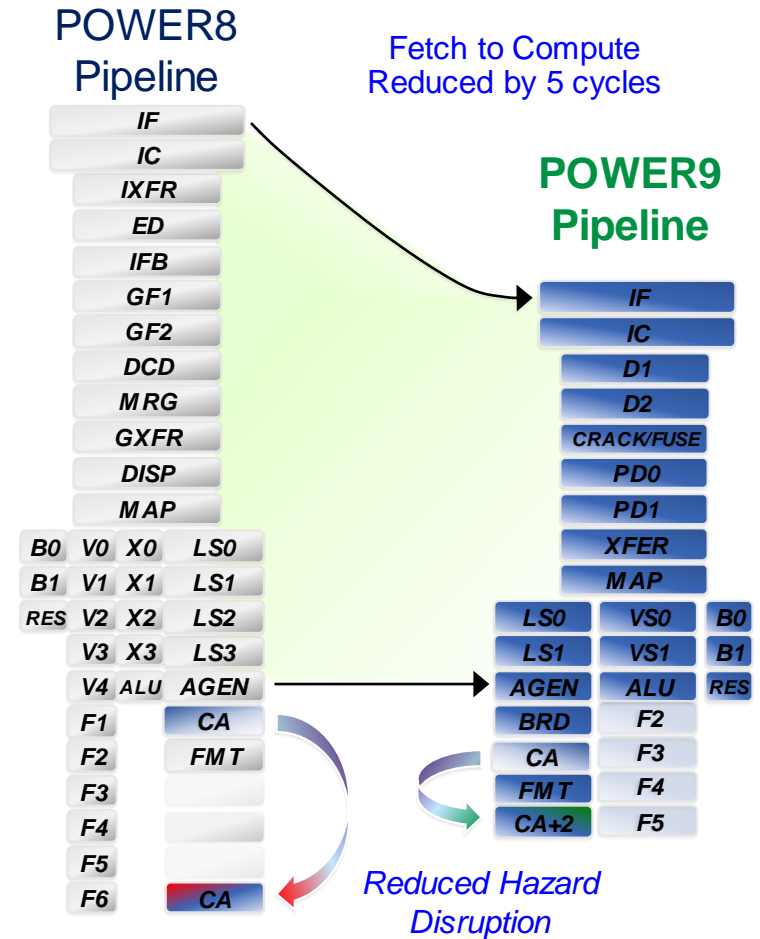 POWER8
Pipeline
Fetch to Compute
Reduced by 5 cycles
IF
IC
IXFR
ED
IFB
GF1
GF2
DCD
MRG
GXFR
DISP
MAP
B0 V0 X0 LS0
B1 V1 X1 LS1
RES V2 X2 LS2
V3 X3 LS3
V4 ALU AGEN
F1 CA
F2 FMT
F3
F4
F5
F6 CA
POWER9
Pipeline
IF
IC
D1
D2
CRACK/FUSE
PD0
PD1
XFER
MAP
LS0 VS0 B0
LS1 VS1 B1
AGEN ALU RES
BRD F2
CA F3
FMT F4
CA+2 F5
Reduced Hazard
Disruption